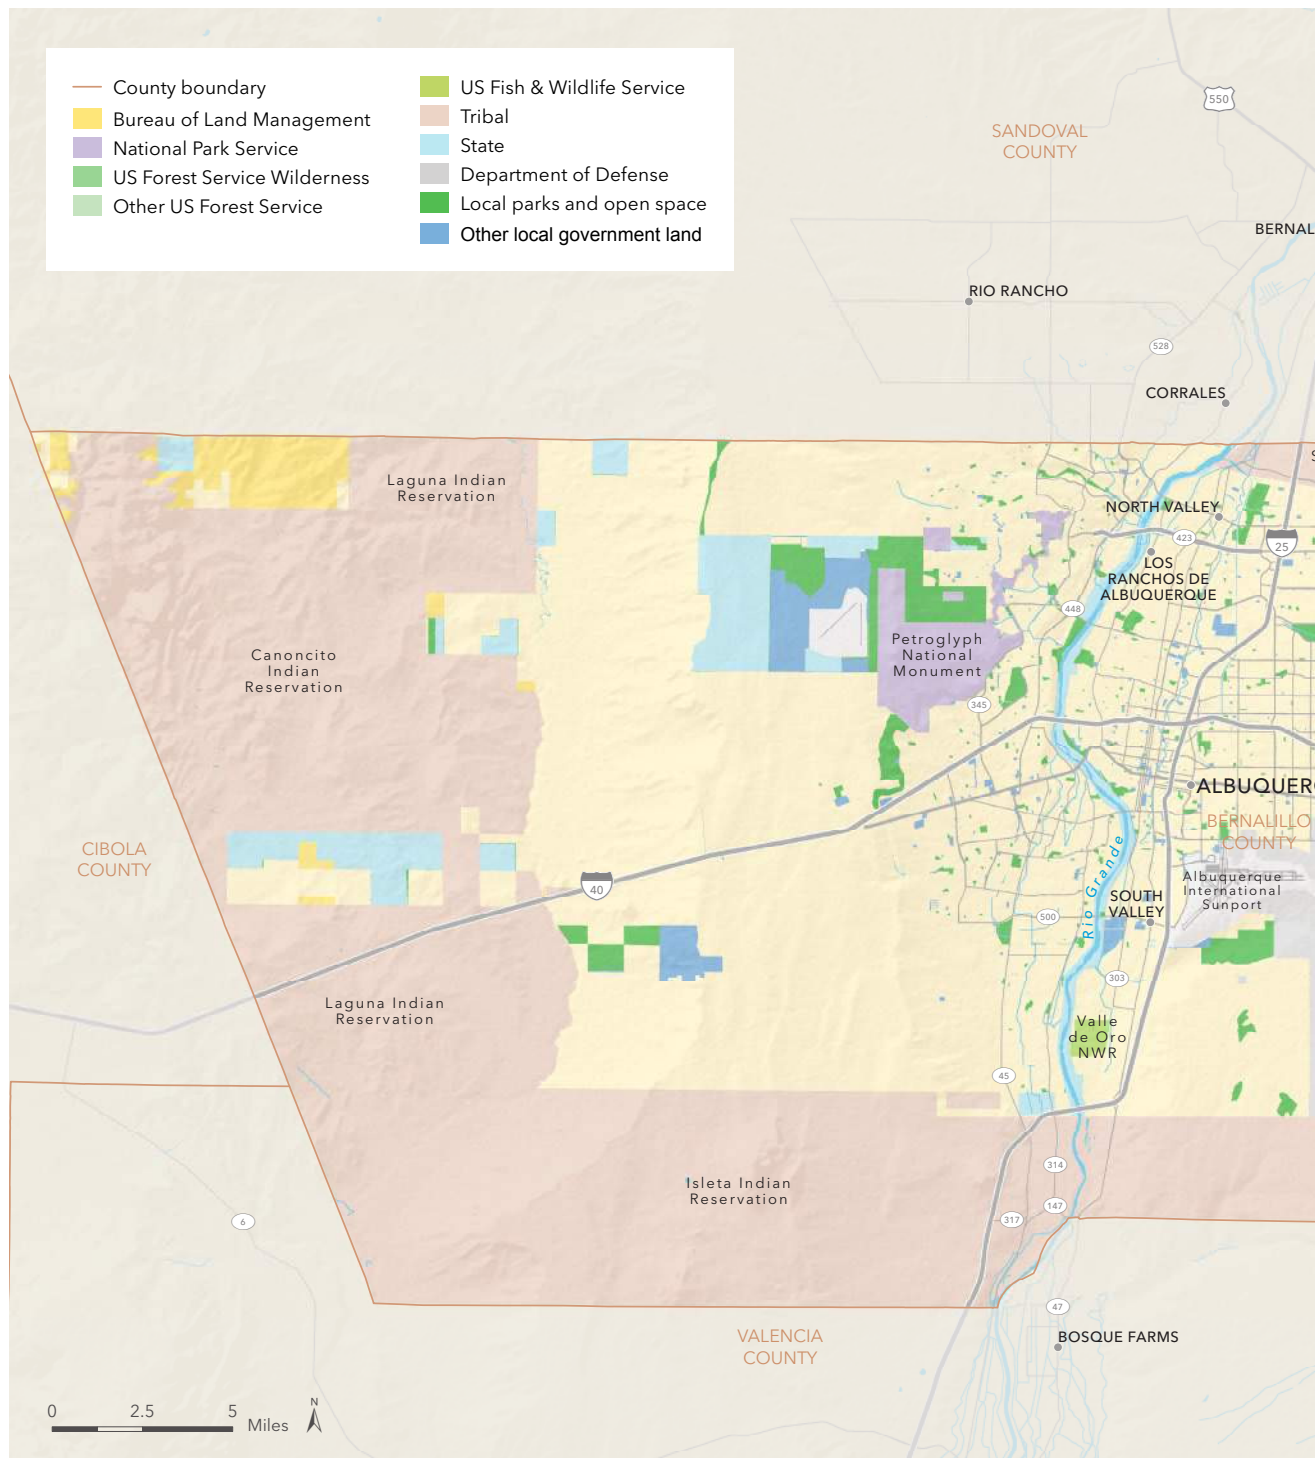 County boundary
Bureau of Land Management
National Park Service
US Forest Service Wilderness
Other US Forest Service
US Fish & Wildlife Service
Tribal
State
Department of Defense
Local parks and open space
Other local government land
550
SANDOVAL
COUNTY
BERNAL
RIO RANCHO
528
CORRALES
S
Laguna Indian
Reservation
NORTH VALLEY
423
25
LOS
RANCHOS DE
ALBUQUERQUE
448
Petroglyph
National
Monument
Canoncito
Indian
Reservation
345
ALBUQUERQ
BERNALILLO
COUNTY
CIBOLA
COUNTY
Rio Grande
Albuquerque
International
Sunport
40
SOUTH
VALLEY
500
303
Laguna Indian
Reservation
Valle
de Oro
NWR
45
314
Isleta Indian
Reservation
147
317
6
47
VALENCIA
COUNTY
BOSQUE FARMS
0 2.5 5
Miles
N